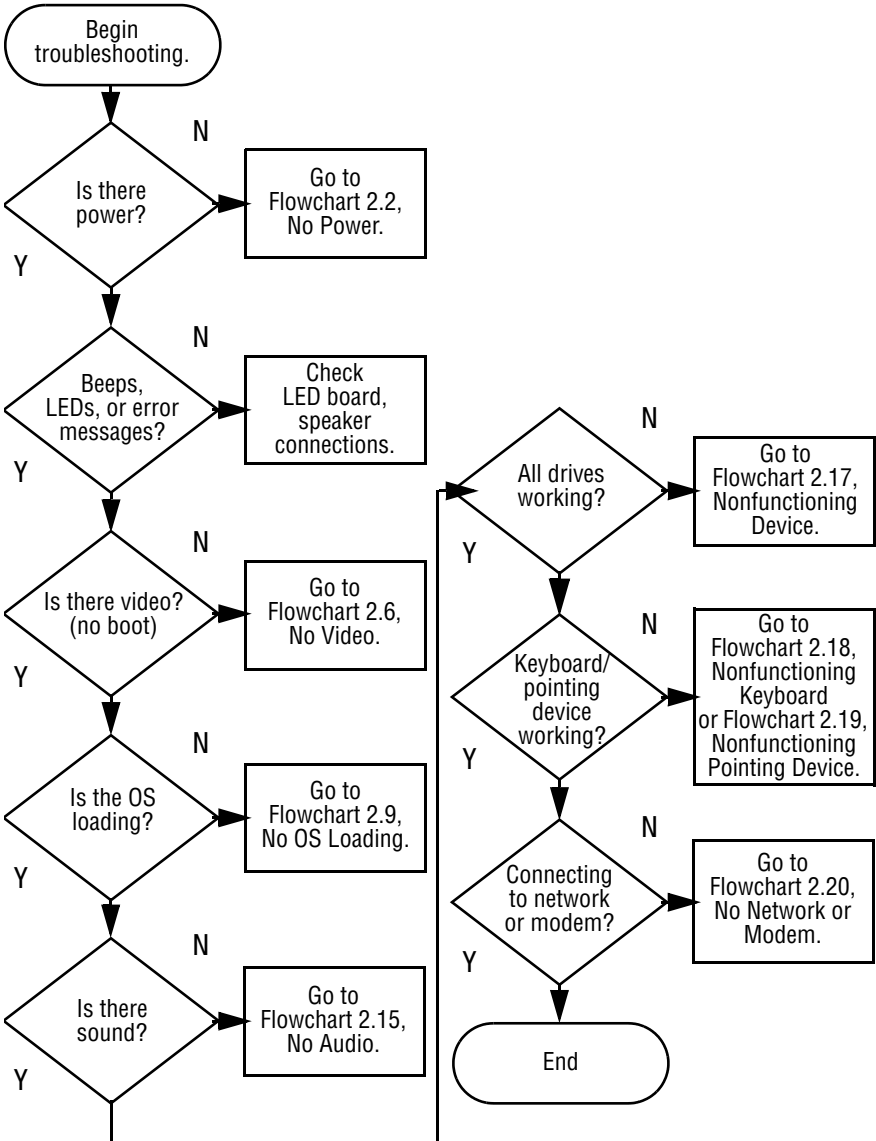 Begin
troubleshooting.
N
Is there
power?
Go to
Flowchart 2.2,
No Power.
Y
N
Beeps,
LEDs, or error
messages?
Check
LED board,
speaker
connections.
Y
N
Is there video?
(no boot)
Go to
Flowchart 2.6,
No Video.
Y
N
Is the OS
loading?
Go to
Flowchart 2.9,
No OS Loading.
Y
N
Is there
sound?
Go to
Flowchart 2.15,
No Audio.
Y
N
All drives
working?
Go to
Flowchart 2.17,
Nonfunctioning
Device.
Y
N
Keyboard/
pointing
device
working?
Go to
Flowchart 2.18,
Nonfunctioning
Keyboard
or Flowchart 2.19,
Nonfunctioning
Pointing Device.
Y
N
Connecting
to network
or modem?
Go to
Flowchart 2.20,
No Network or
Modem.
Y
End